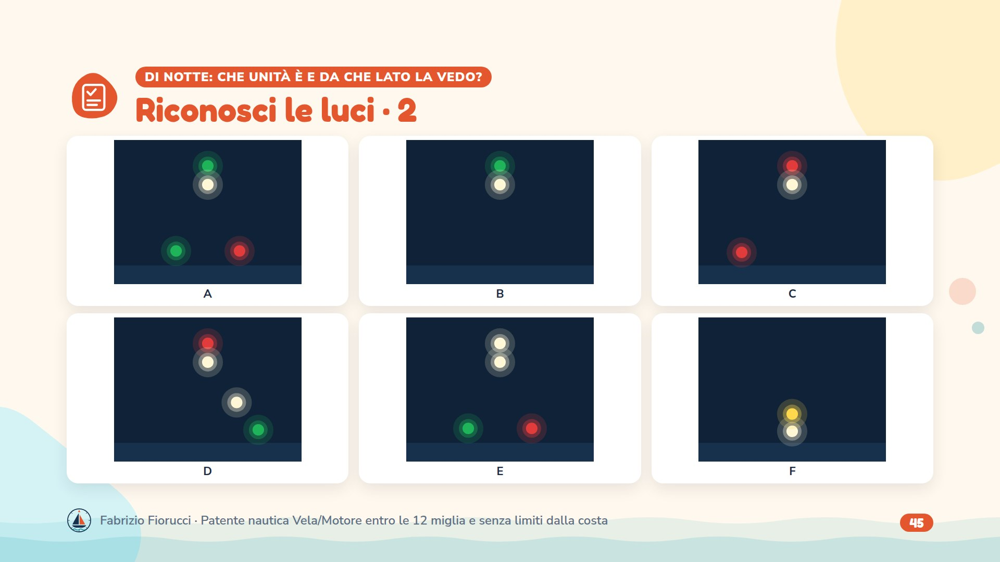 DI NOTTE: CHE UNITÀ È E DA CHE LATO LA VEDO?
Riconosci le luci · 2
A
B
C
D
E
F
Fabrizio Fiorucci · Patente nautica Vela/Motore entro le 12 miglia e senza limiti dalla costa
45